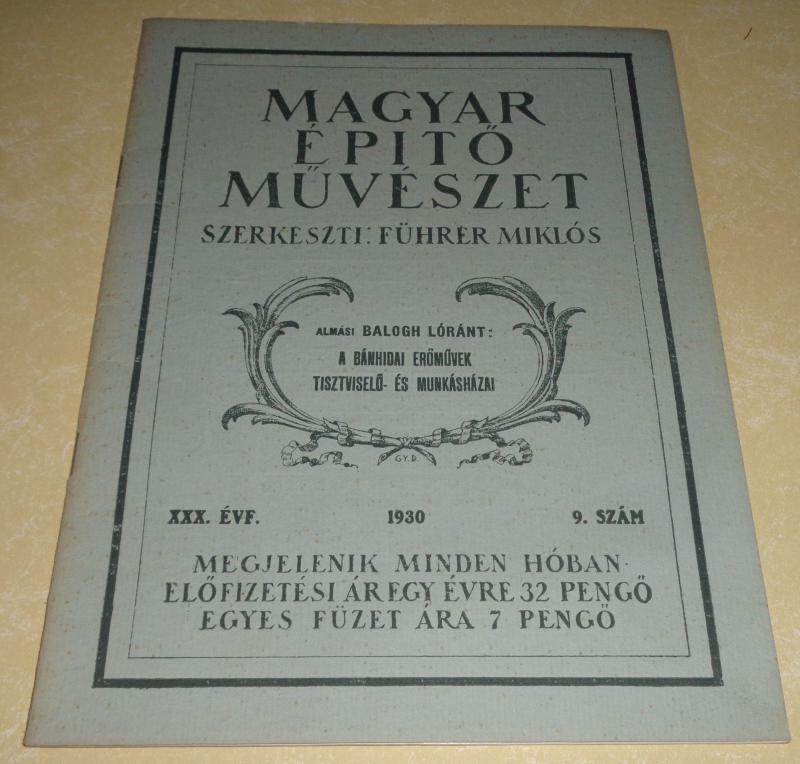 MAGYAR
ÉPITŐ
MŰVÉSZET
SZERKESZTI: FÜHRER MIKLÓS
ALMÁSI BALOGH LÓRÁNT:
A BÁNHIDAI ERŐMŰVEK
TISZTVISELŐ- ÉS MUNKÁSHÁZAI
GY.D.
XXX. ÉVF. 1930 9. SZÁM
MEGJELENIK MINDEN HÓBAN·
ELŐFIZETÉSI ÁR EGY ÉVRE 32 PENGŐ
EGYES FÜZET ÁRA 7 PENGŐ